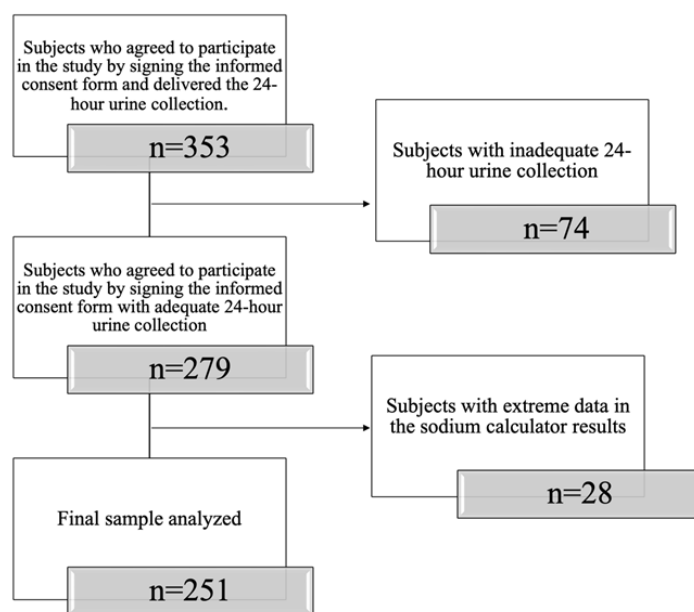 Subjects who agreed to participate
in the study by signing the informed
consent form and delivered the 24-
hour urine collection.
n=353
Subjects with inadequate 24-
hour urine collection
n=74
Subjects who agreed to participate
in the study by signing the informed
consent form with adequate 24-hour
urine collection
n=279
Subjects with extreme data in
the sodium calculator results
n=28
Final sample analyzed
n=251